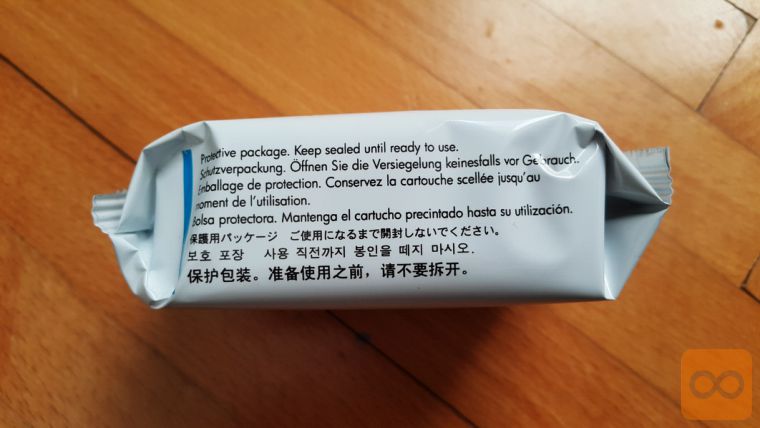 Protective package. Keep sealed until ready to use.
Schutzverpackung. Öffnen Sie die Versiegelung keinesfalls vor Gebrauch.
Emballage de protection. Conservez la cartouche scellée jusqu'au
moment de l'utilisation.
Bolsa protectora. Mantenga el cartucho precintado hasta su utilización.
保護用パッケージ ご使用になるまで開封しないでください。
보호 포장 사용 직전까지 봉인을 떼지 마시오.
保护包装。准备使用之前，请不要拆开。